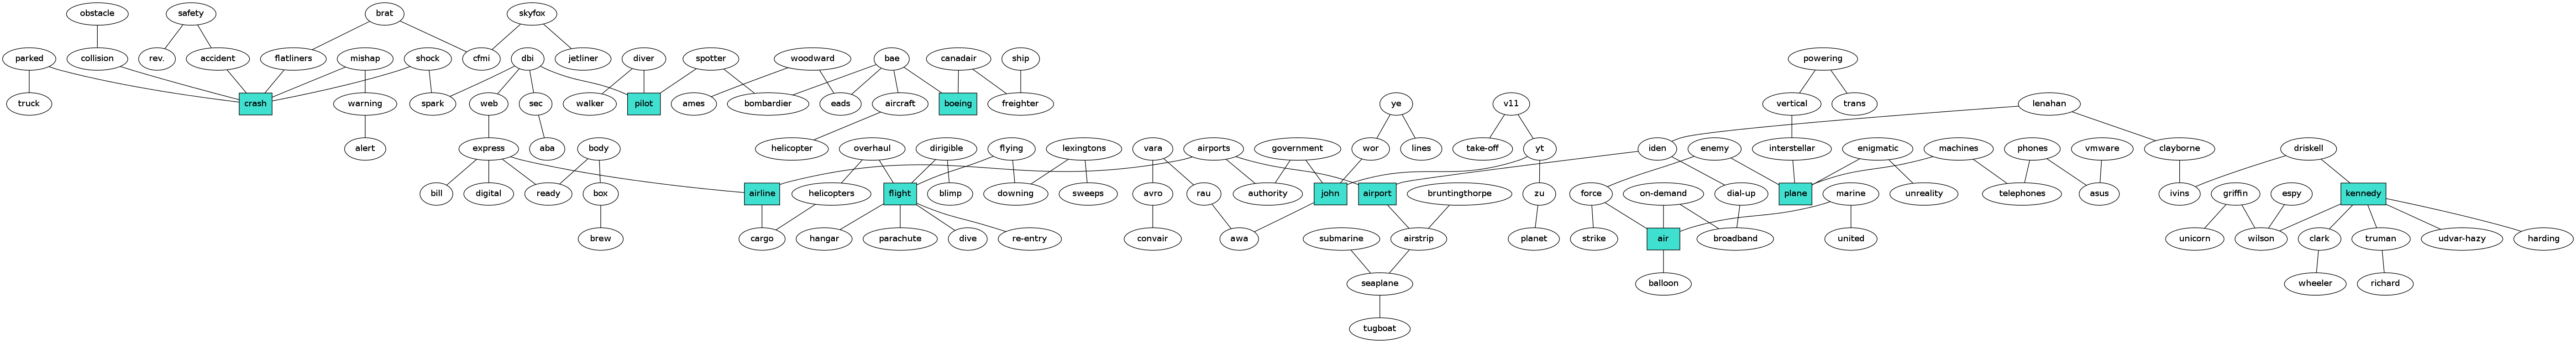 obstacle safety brat skyfox
parked collision rev. accident flatliners mishap shock cfmi dbi jetliner diver spotter woodward bae canadair ship powering
truck crash warning spark web sec walker pilot ames bombardier eads aircraft boeing freighter ye v11 vertical trans lenahan
alert express aba body helicopter overhaul dirigible flying lexingtons vara airports government wor lines take-off yt iden enemy interstellar enigmatic machines phones vmware clayborne driskell
bill digital ready box airline helicopters flight blimp downing sweeps avro rau authority john airport bruntingthorpe zu force on-demand dial-up plane marine unreality telephones asus ivins griffin espy kennedy
brew cargo hangar parachute dive re-entry convair awa submarine airstrip planet strike air broadband united unicorn wilson clark truman udvar-hazy harding
seaplane balloon wheeler richard
tugboat